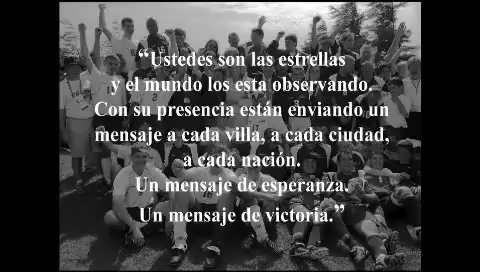 “Ustedes son las estrellas
y el mundo los esta observando.
Con su presencia están enviando un
mensaje a cada villa, a cada ciudad,
a cada nación.
Un mensaje de esperanza.
Un mensaje de victoria.”